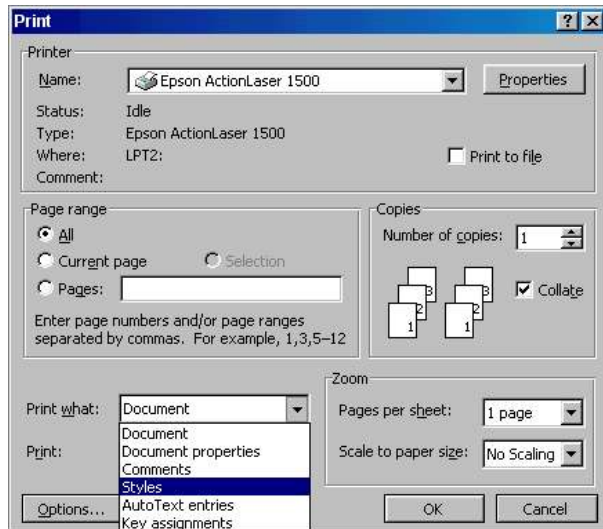 Print
Printer
Name: Epson ActionLaser 1500 Properties
Status: Idle
Type: Epson ActionLaser 1500
Where: LPT2: Print to file
Comment:
Page range
All
Current page Selection
Pages:
Enter page numbers and/or page ranges
separated by commas. For example, 1,3,5–12
Copies
Number of copies: 1
1 2 3 1 2 3 Collate
Print what: Document
Document
Document properties
Comments
Styles
AutoText entries
Key assignments
Print:
Zoom
Pages per sheet: 1 page
Scale to paper size: No Scaling
Options... OK Cancel